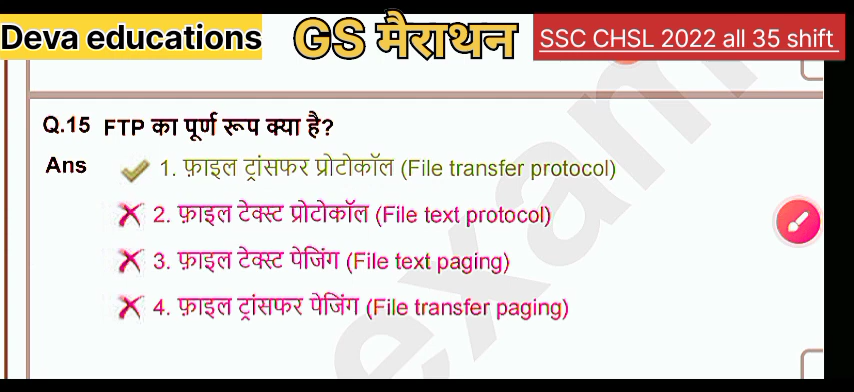 Deva educations GS मैराथन SSC CHSL 2022 all 35 shift
Q.15 FTP का पूर्ण रूप क्या है?
Ans 1. फ़ाइल ट्रांसफर प्रोटोकॉल (File transfer protocol)
2. फ़ाइल टेक्स्ट प्रोटोकॉल (File text protocol)
3. फ़ाइल टेक्स्ट पेजिंग (File text paging)
4. फ़ाइल ट्रांसफर पेजिंग (File transfer paging)
exam